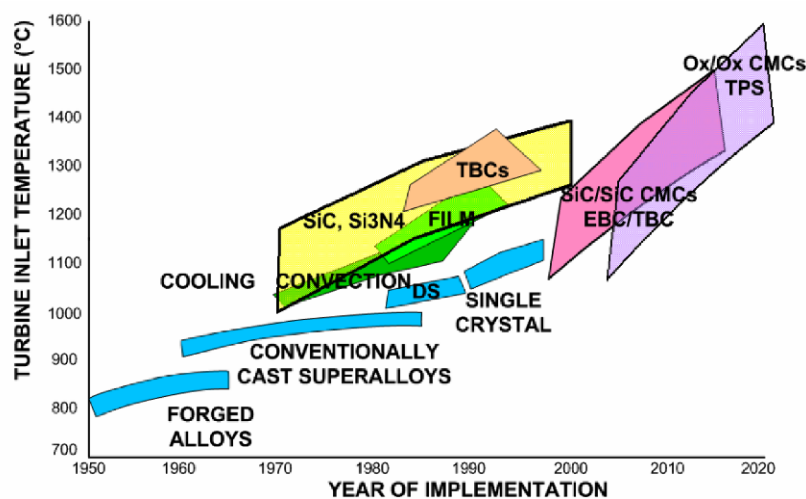 TURBINE INLET TEMPERATURE (°C)
1600
1500
1400
1300
1200
1100
1000
900
800
700
Ox/Ox CMCs
TPS
TBCs
SiC/SiC CMCs
EBC/TBC
SiC, Si3N4
FILM
COOLING CONVECTION
DS
SINGLE
CRYSTAL
CONVENTIONALLY
CAST SUPERALLOYS
FORGED
ALLOYS
1950 1960 1970 1980 1990 2000 2010 2020
YEAR OF IMPLEMENTATION